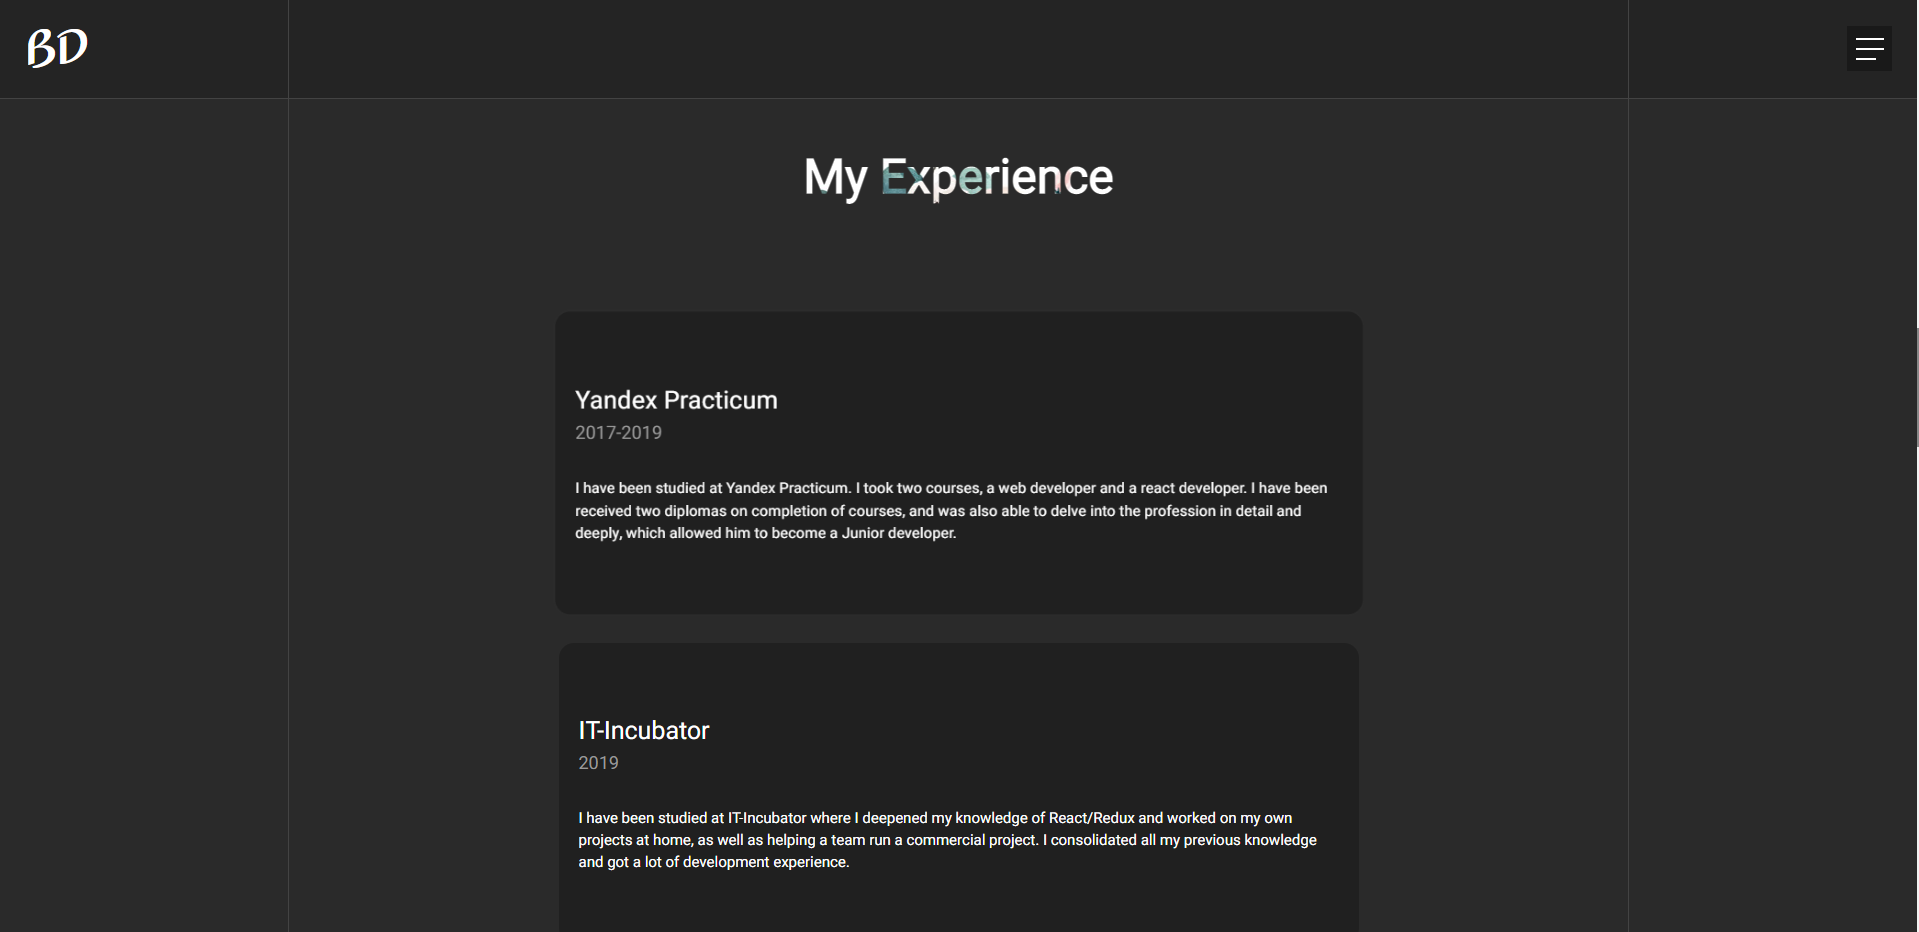 BD
My Experience
Yandex Practicum
2017-2019
I have been studied at Yandex Practicum. I took two courses, a web developer and a react developer. I have been
received two diplomas on completion of courses, and was also able to delve into the profession in detail and
deeply, which allowed him to become a Junior developer.
IT-Incubator
2019
I have been studied at IT-Incubator where I deepened my knowledge of React/Redux and worked on my own
projects at home, as well as helping a team run a commercial project. I consolidated all my previous knowledge
and got a lot of development experience.